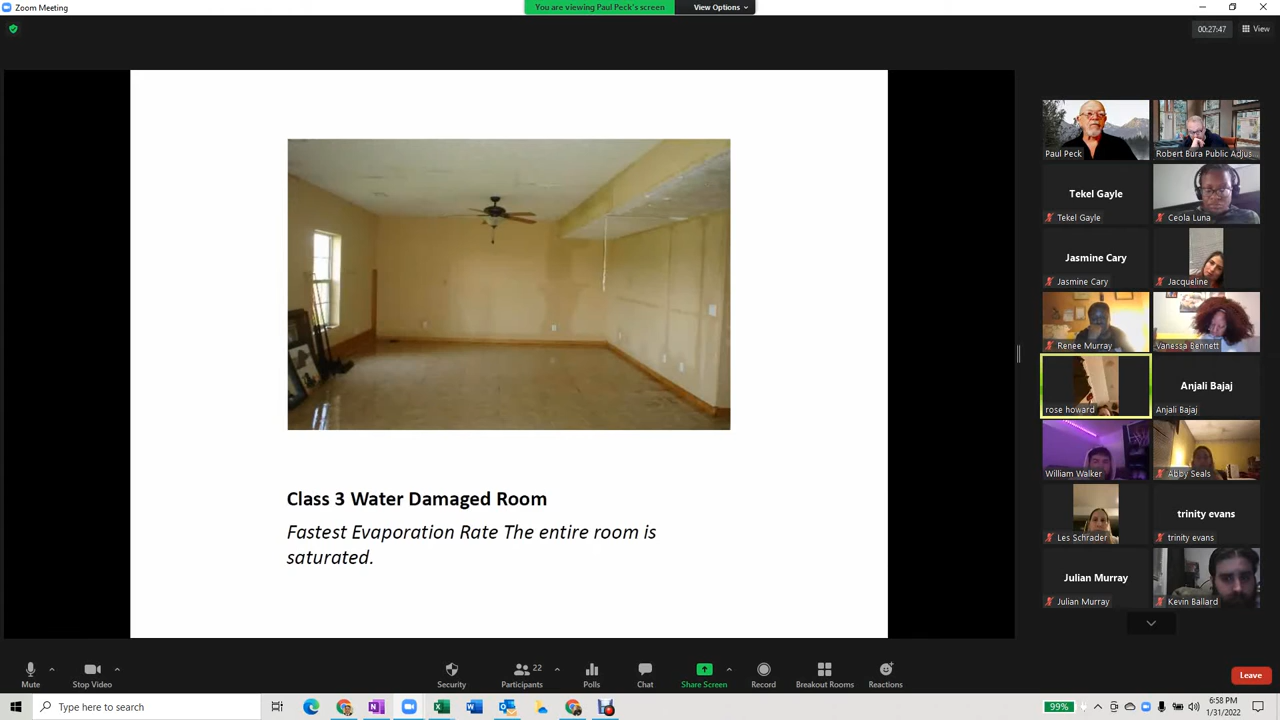 Zoom Meeting
You are viewing Paul Peck's screen
View Options
00:27:47
View
Paul Peck
Robert Bura Public Adjus...
Tekel Gayle
Tekel Gayle
Ceola Luna
Jasmine Cary
Jasmine Cary
Jacqueline
Renee Murray
Vanessa Bennett
rose howard
Anjali Bajaj
Anjali Bajaj
William Walker
Abby Seals
Les Schrader
trinity evans
trinity evans
Julian Murray
Julian Murray
Kevin Ballard
Class 3 Water Damaged Room
Fastest Evaporation Rate The entire room is
saturated.
Mute
Stop Video
Security
Participants
22
Polls
Chat
Share Screen
Record
Breakout Rooms
Reactions
Leave
Type here to search
99%
6:58 PM
1/31/2022